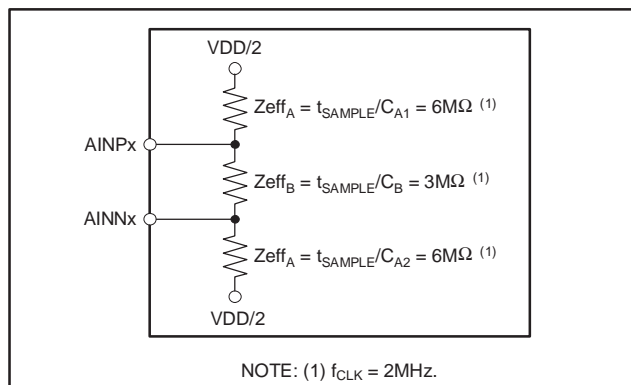 VDD/2
Zeff_A = t_SAMPLE/C_A1 = 6MΩ (1)
AINPx
Zeff_B = t_SAMPLE/C_B = 3MΩ (1)
AINNx
Zeff_A = t_SAMPLE/C_A2 = 6MΩ (1)
VDD/2
NOTE: (1) f_CLK = 2MHz.